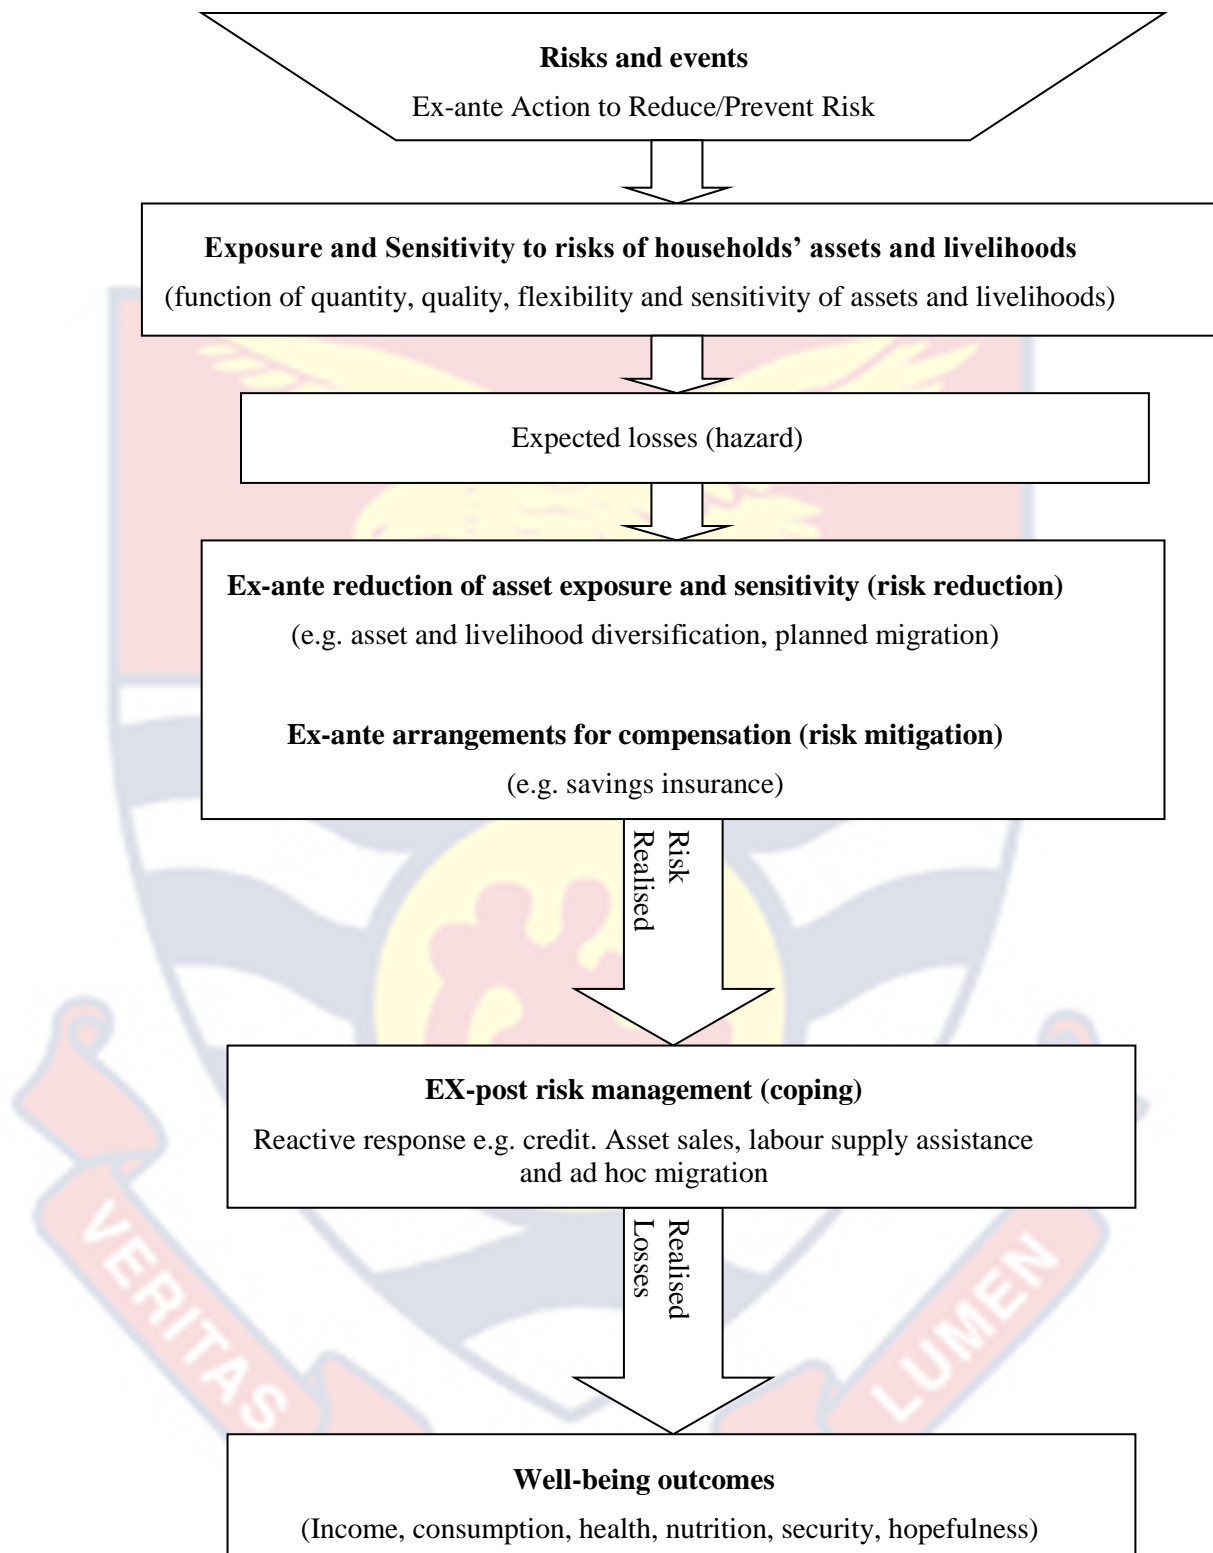 Risks and events
Ex-ante Action to Reduce/Prevent Risk
Exposure and Sensitivity to risks of households’ assets and livelihoods
(function of quantity, quality, flexibility and sensitivity of assets and livelihoods)
Expected losses (hazard)
Ex-ante reduction of asset exposure and sensitivity (risk reduction)
(e.g. asset and livelihood diversification, planned migration)
Ex-ante arrangements for compensation (risk mitigation)
(e.g. savings insurance)
Risk
Realised
EX-post risk management (coping)
Reactive response e.g. credit. Asset sales, labour supply assistance
and ad hoc migration
Realised
Losses
VERITAS
LUMEN
Well-being outcomes
(Income, consumption, health, nutrition, security, hopefulness)